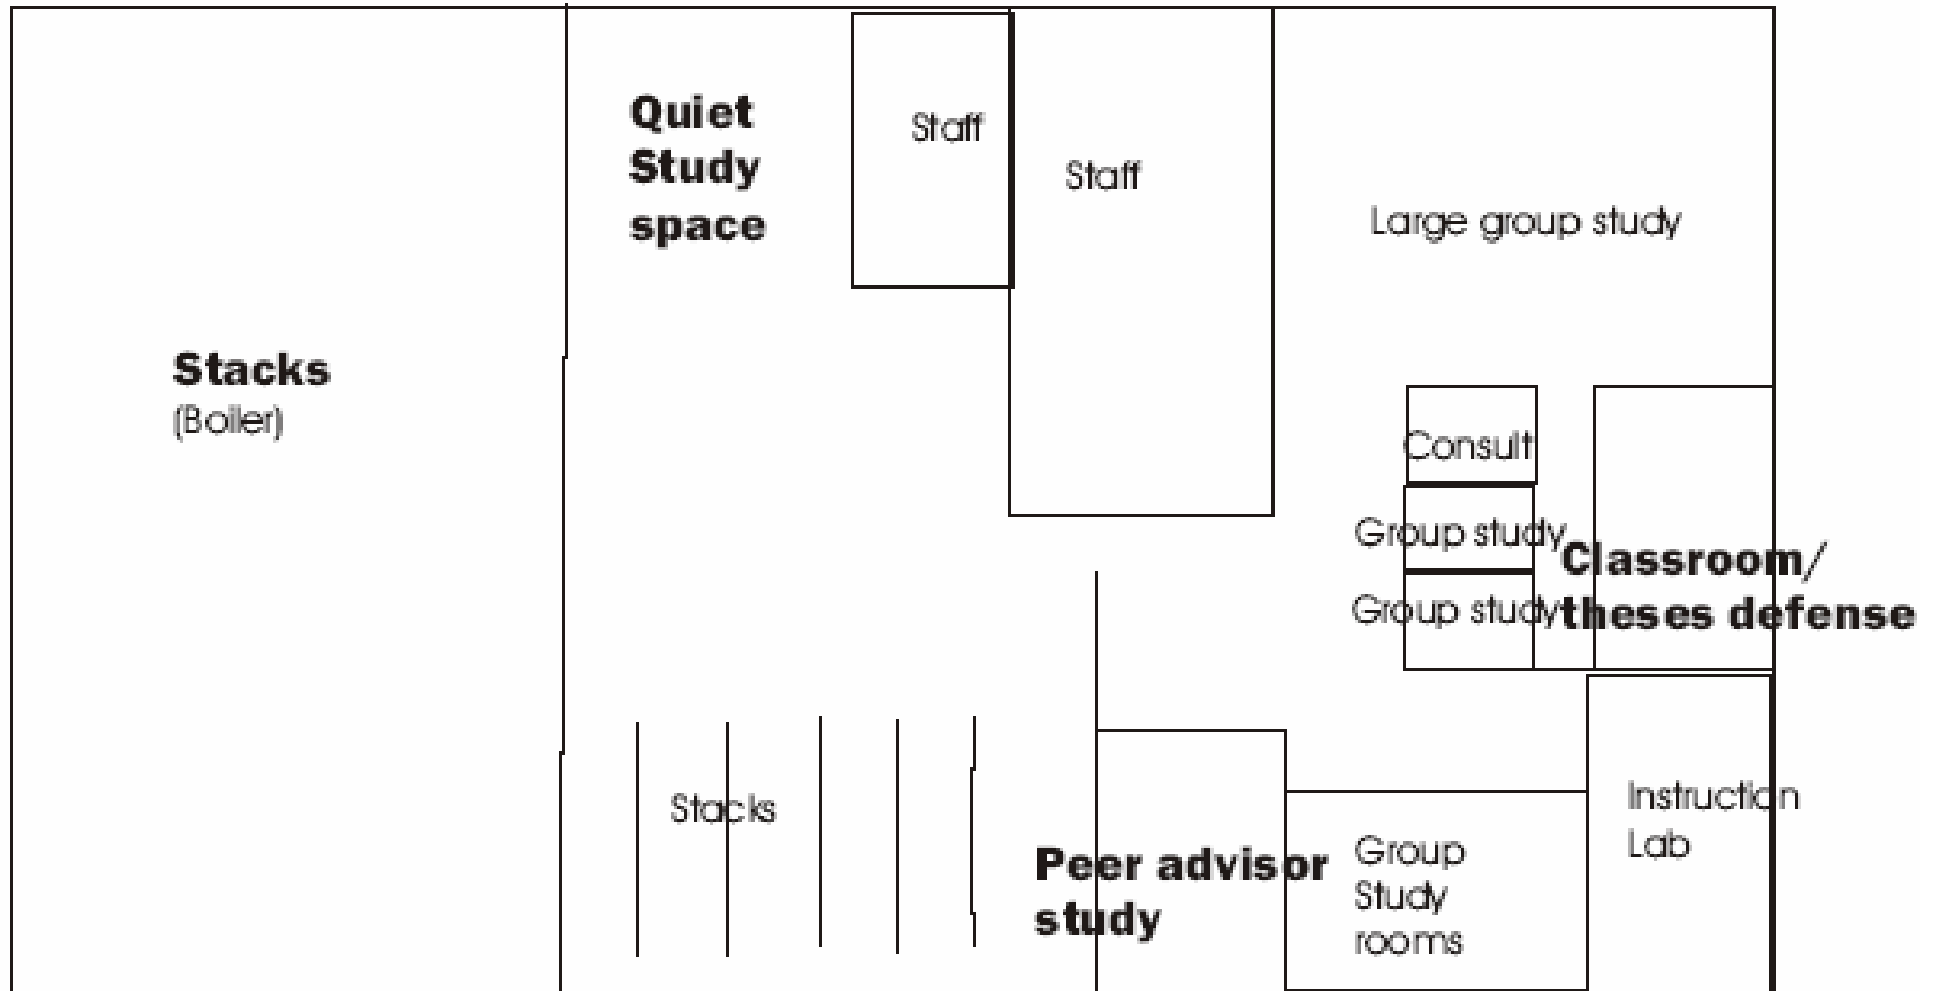 Quiet
Study
space
Staff
Staff
Large group study
Stacks
(Boiler)
Consult
Group study
Group study
Classroom/
theses defense
Stacks
Peer advisor
study
Group
Study
rooms
Instruction
Lab